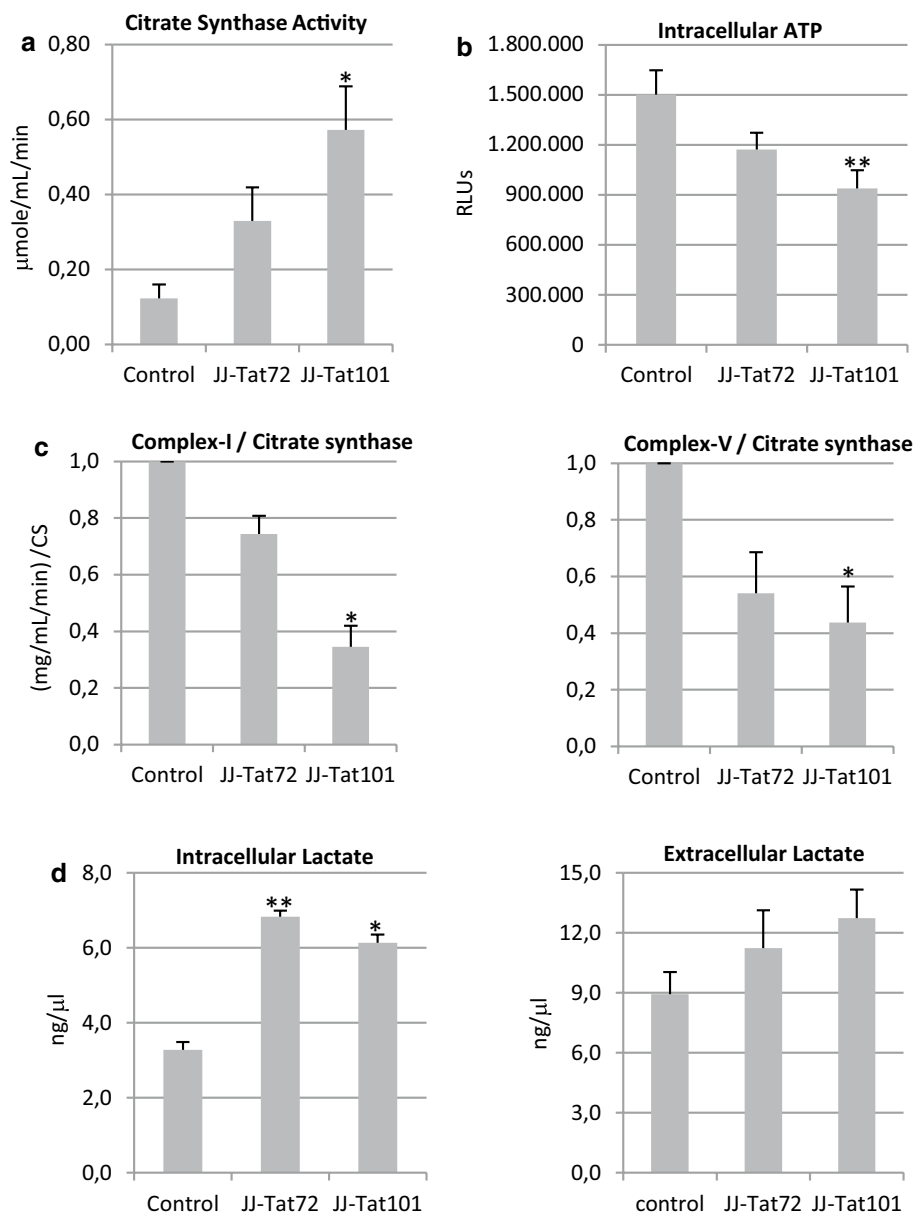 a
Citrate Synthase Activity
0,80
0,60
0,40
0,20
0,00
µmole/mL/min
*
Control JJ-Tat72 JJ-Tat101
b
Intracellular ATP
1.800.000
1.500.000
1.200.000
900.000
600.000
300.000
0
RLUs
**
Control JJ-Tat72 JJ-Tat101
c
Complex-I / Citrate synthase
1,0
0,8
0,6
0,4
0,2
0,0
(mg/mL/min) /CS
*
Control JJ-Tat72 JJ-Tat101
Complex-V / Citrate synthase
1,0
0,8
0,6
0,4
0,2
0,0
*
Control JJ-Tat72 JJ-Tat101
d
Intracellular Lactate
8,0
6,0
4,0
2,0
0,0
ng/µl
**
*
Control JJ-Tat72 JJ-Tat101
Extracellular Lactate
15,0
12,0
9,0
6,0
3,0
0,0
ng/µl
control JJ-Tat72 JJ-Tat101